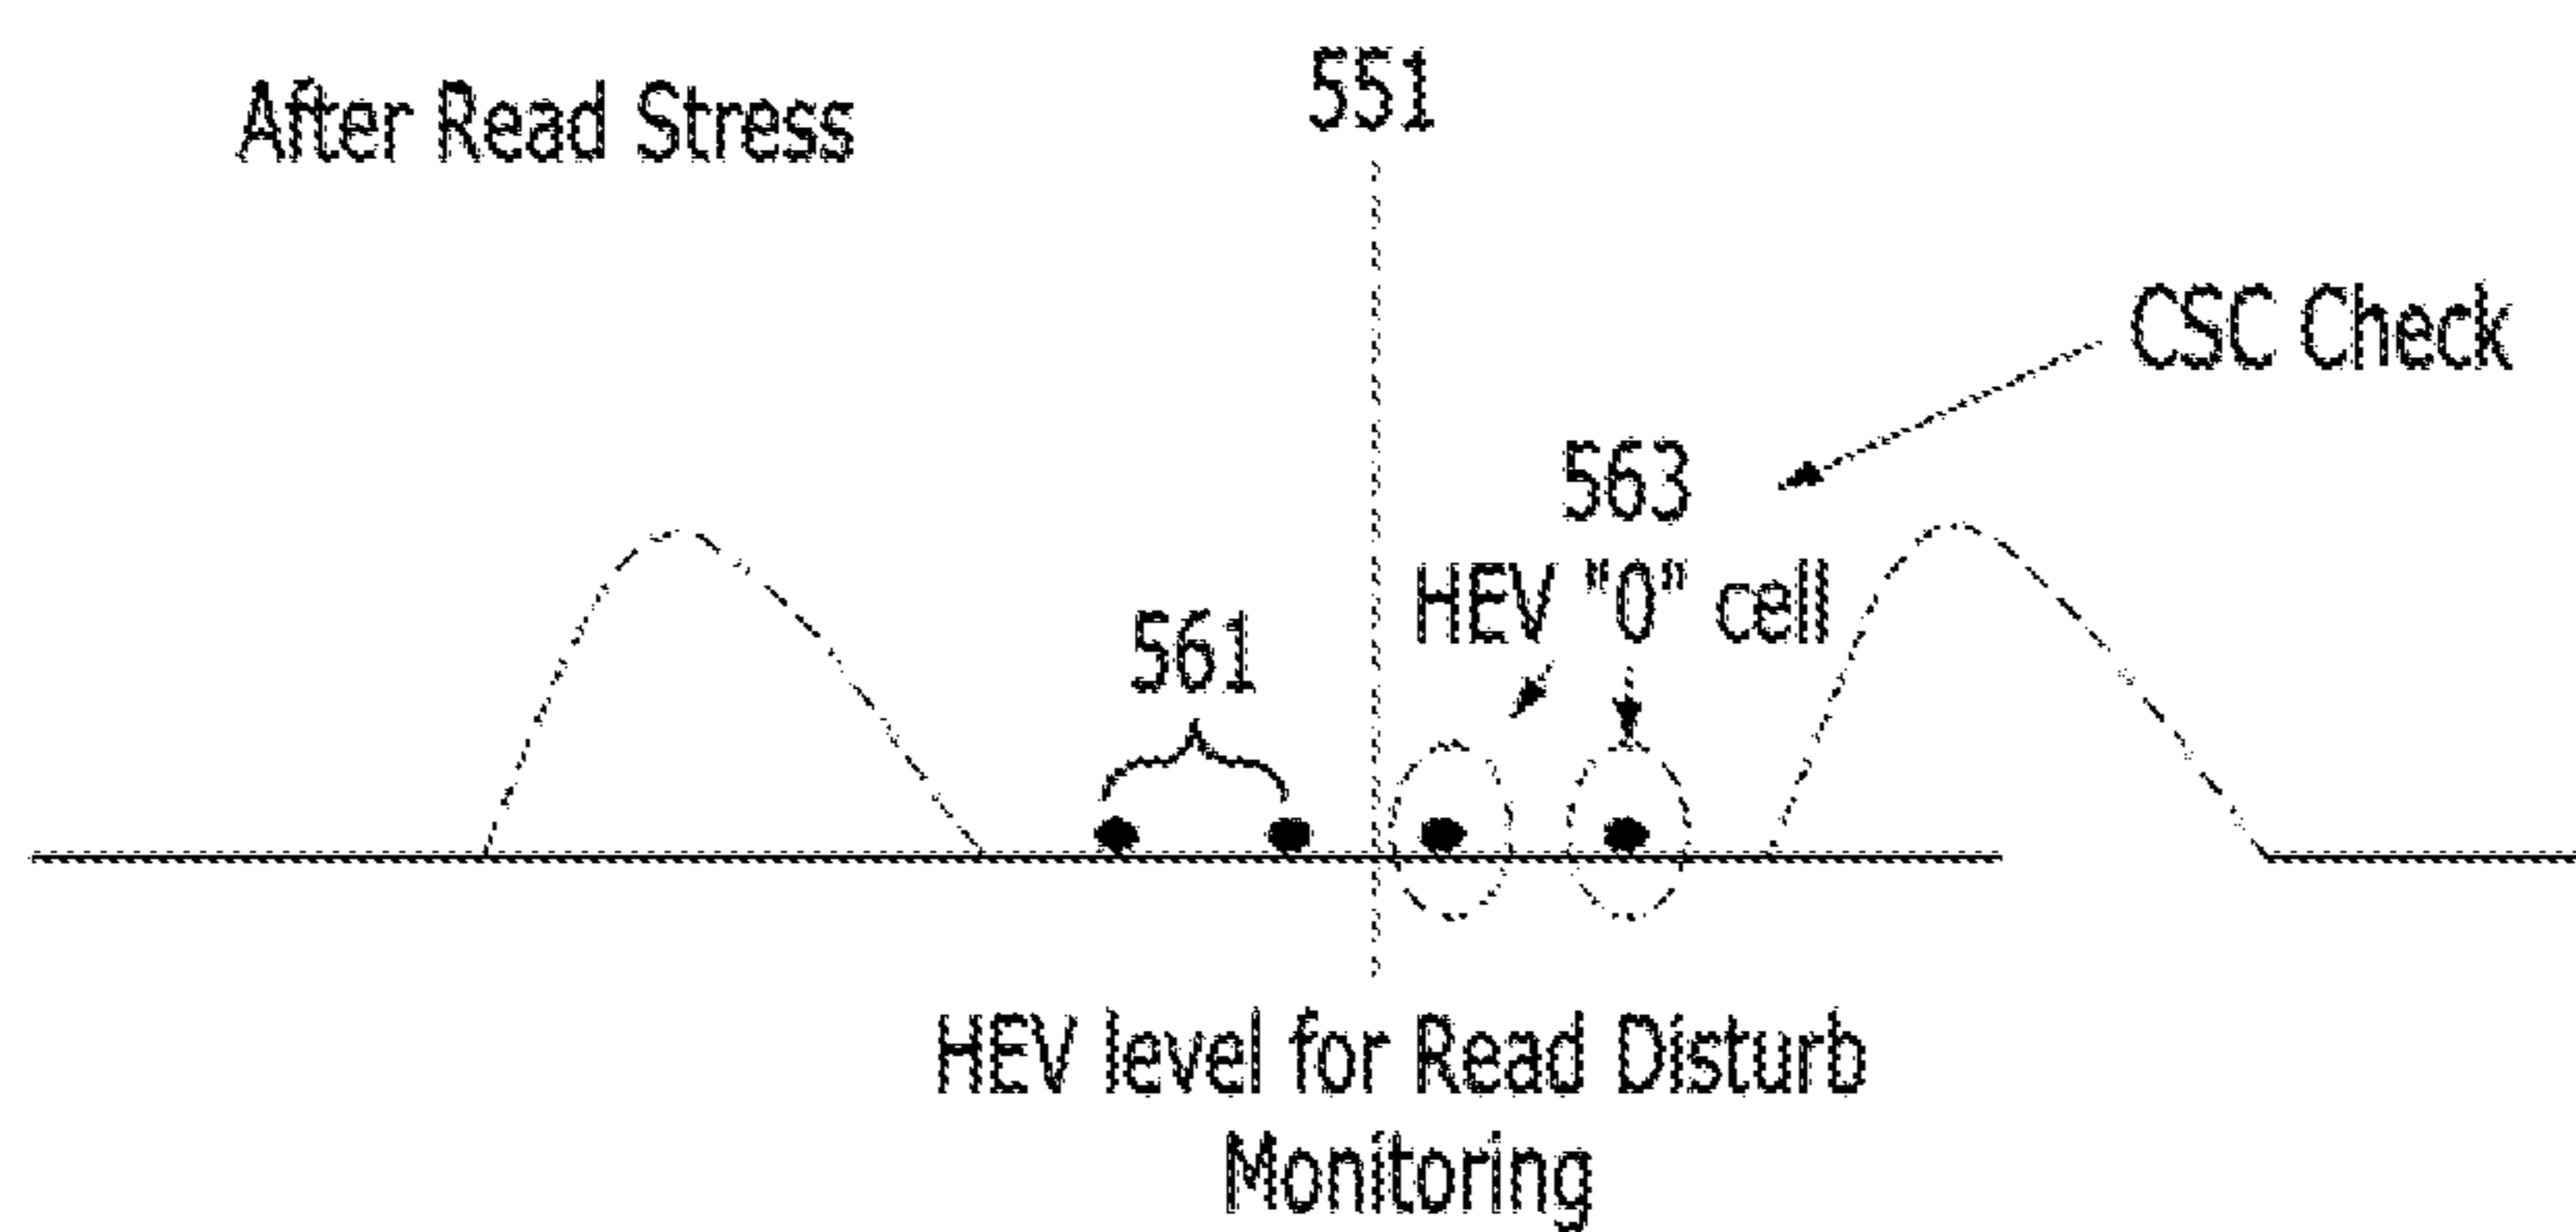 After Read Stress
551
CSC Check
563
HEV "0" cell
561
HEV level for Read Disturb
Monitoring